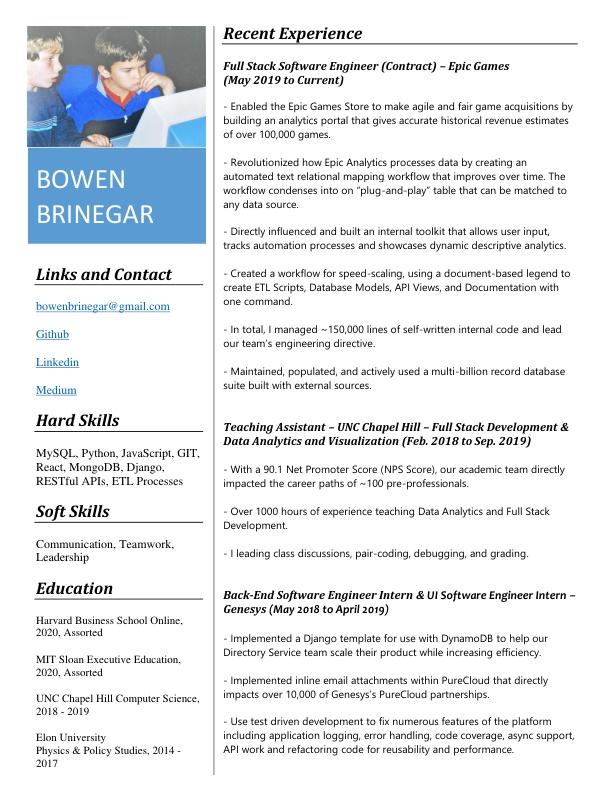 BOWEN
BRINEGAR
Links and Contact
bowenbrinegar@gmail.com
Github
Linkedin
Medium
Hard Skills
MySQL, Python, JavaScript, GIT,
React, MongoDB, Django,
RESTful APIs, ETL Processes
Soft Skills
Communication, Teamwork,
Leadership
Education
Harvard Business School Online,
2020, Assorted
MIT Sloan Executive Education,
2020, Assorted
UNC Chapel Hill Computer Science,
2018 - 2019
Elon University
Physics & Policy Studies, 2014 -
2017
Recent Experience
Full Stack Software Engineer (Contract) – Epic Games
(May 2019 to Current)
- Enabled the Epic Games Store to make agile and fair game acquisitions by
building an analytics portal that gives accurate historical revenue estimates
of over 100,000 games.
- Revolutionized how Epic Analytics processes data by creating an
automated text relational mapping workflow that improves over time. The
workflow condenses into on “plug-and-play” table that can be matched to
any data source.
- Directly influenced and built an internal toolkit that allows user input,
tracks automation processes and showcases dynamic descriptive analytics.
- Created a workflow for speed-scaling, using a document-based legend to
create ETL Scripts, Database Models, API Views, and Documentation with
one command.
- In total, I managed ~150,000 lines of self-written internal code and lead
our team’s engineering directive.
- Maintained, populated, and actively used a multi-billion record database
suite built with external sources.
Teaching Assistant – UNC Chapel Hill – Full Stack Development &
Data Analytics and Visualization (Feb. 2018 to Sep. 2019)
- With a 90.1 Net Promoter Score (NPS Score), our academic team directly
impacted the career paths of ~100 pre-professionals.
- Over 1000 hours of experience teaching Data Analytics and Full Stack
Development.
- I leading class discussions, pair-coding, debugging, and grading.
Back-End Software Engineer Intern & UI Software Engineer Intern –
Genesys (May 2018 to April 2019)
- Implemented a Django template for use with DynamoDB to help our
Directory Service team scale their product while increasing efficiency.
- Implemented inline email attachments within PureCloud that directly
impacts over 10,000 of Genesys’s PureCloud partnerships.
- Use test driven development to fix numerous features of the platform
including application logging, error handling, code coverage, async support,
API work and refactoring code for reusability and performance.